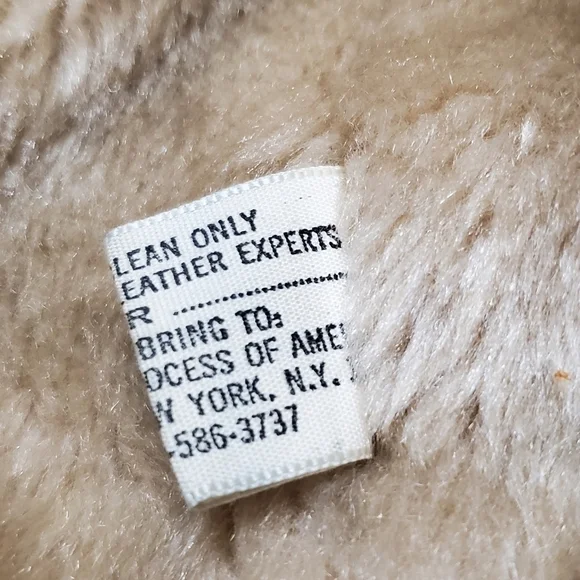 LEAN ONLY
EATHER EXPERTS
R ........................
BRING TO:
OCESS OF AME
W YORK, N.Y.
-586-3737